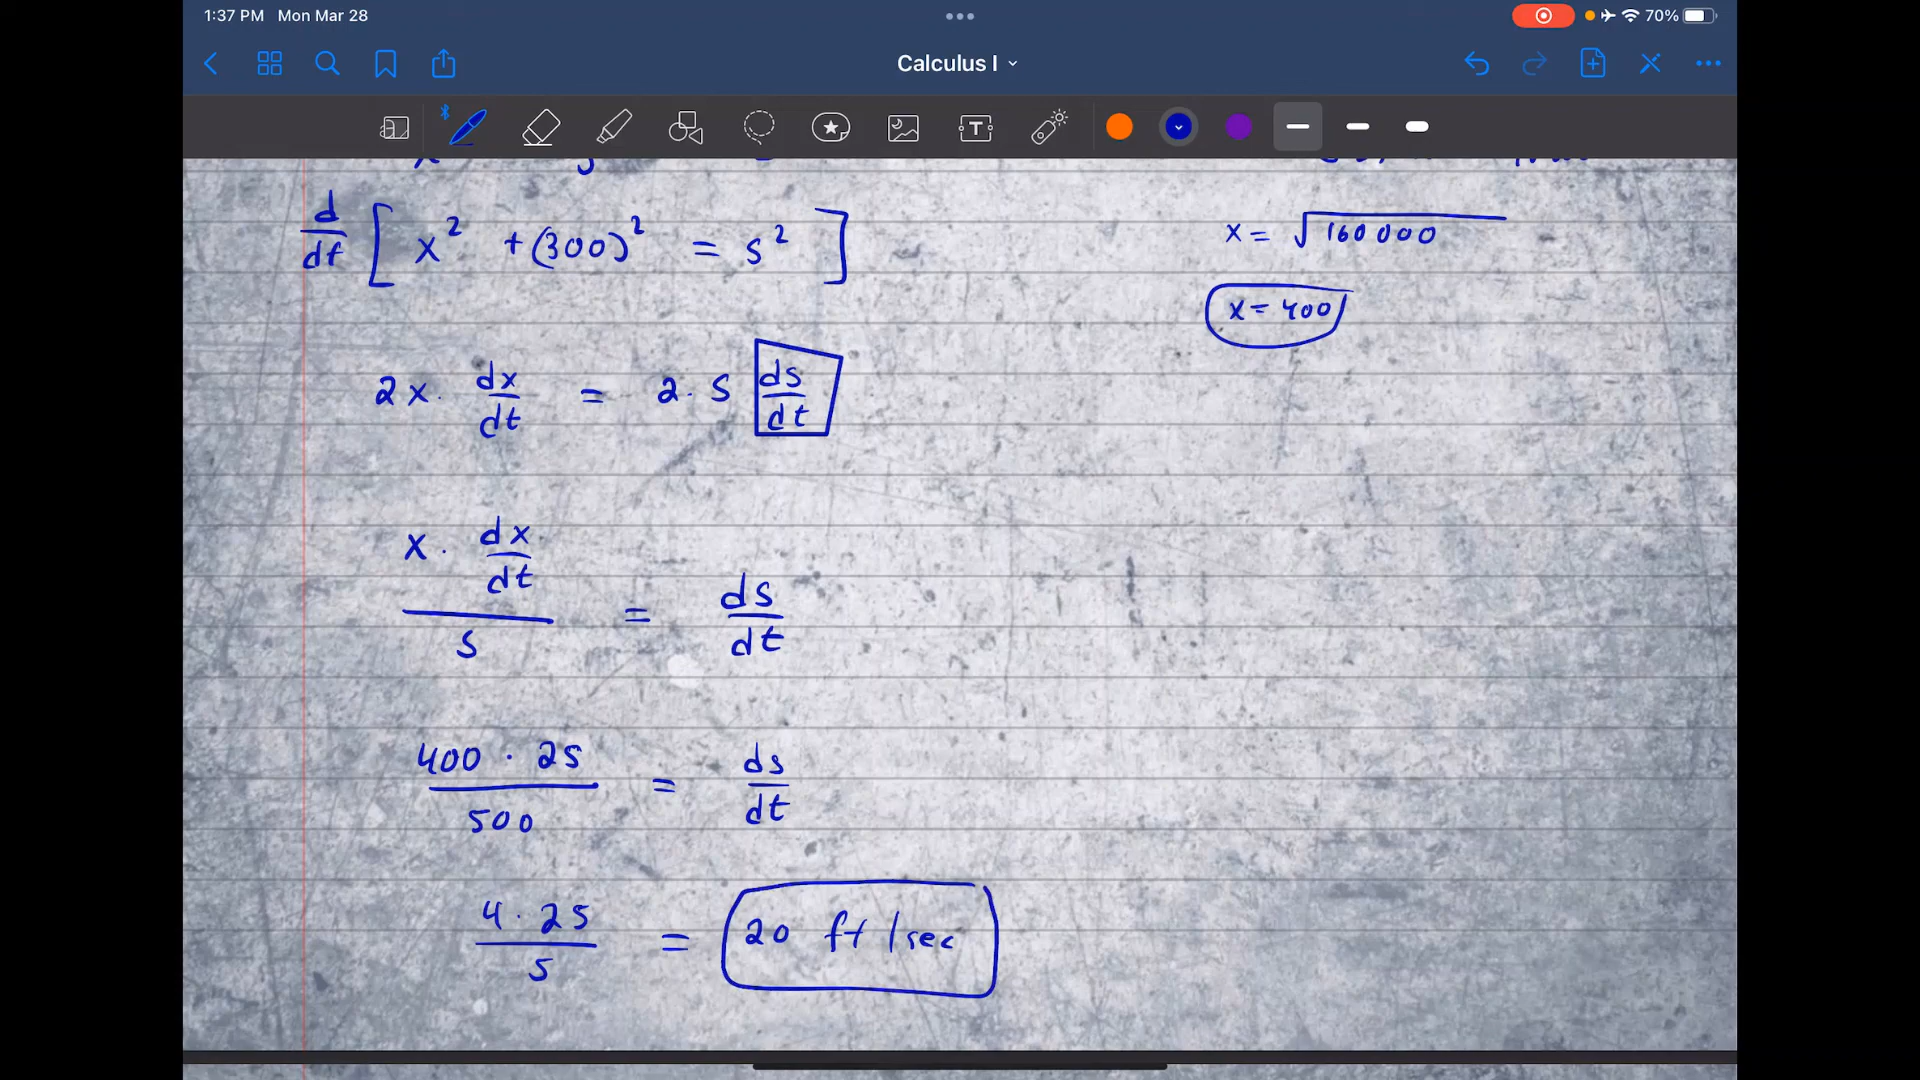 1:37 PM Mon Mar 28
70%
Calculus I
d/dt [ x² + (300)² = s² ]
x = √160000
x = 400
2x · dx/dt = 2 · s ds/dt
x · dx/dt / s = ds/dt
400 · 25 / 500 = ds/dt
4 · 25 / 5 = 20 ft/sec